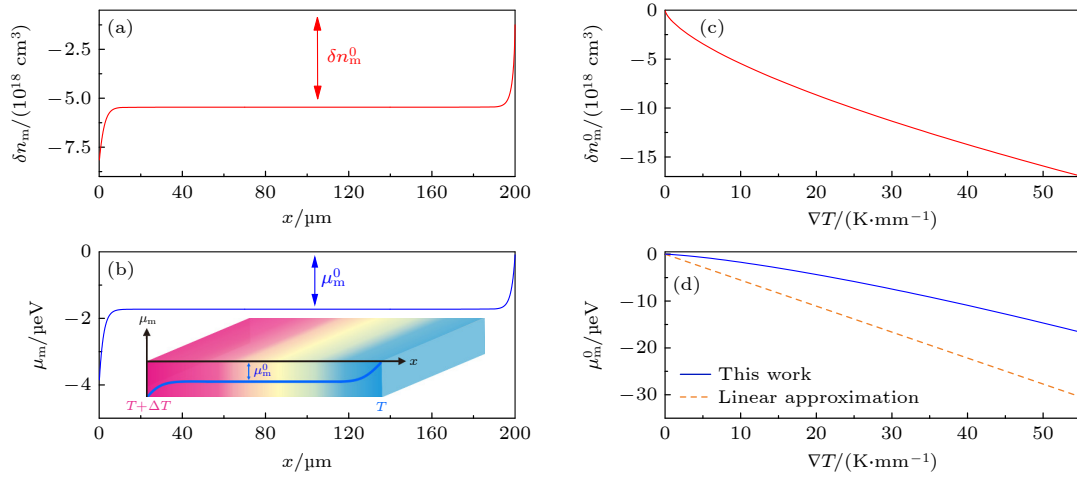 (a)
δn⁰ₘ
δnₘ/(10¹⁸ cm³)
−2.5
−5.0
−7.5
0 40 80 120 160 200
x/µm
(c)
δn⁰ₘ/(10¹⁸ cm³)
0
−5
−10
−15
0 10 20 30 40 50
∇T/(K·mm⁻¹)
(b)
μ⁰ₘ
μₘ/µeV
0
−2
−4
μₘ
x
μ⁰ₘ
T+ΔT
T
0 40 80 120 160 200
x/µm
(d)
μ⁰ₘ/µeV
0
−10
−20
−30
This work
Linear approximation
0 10 20 30 40 50
∇T/(K·mm⁻¹)